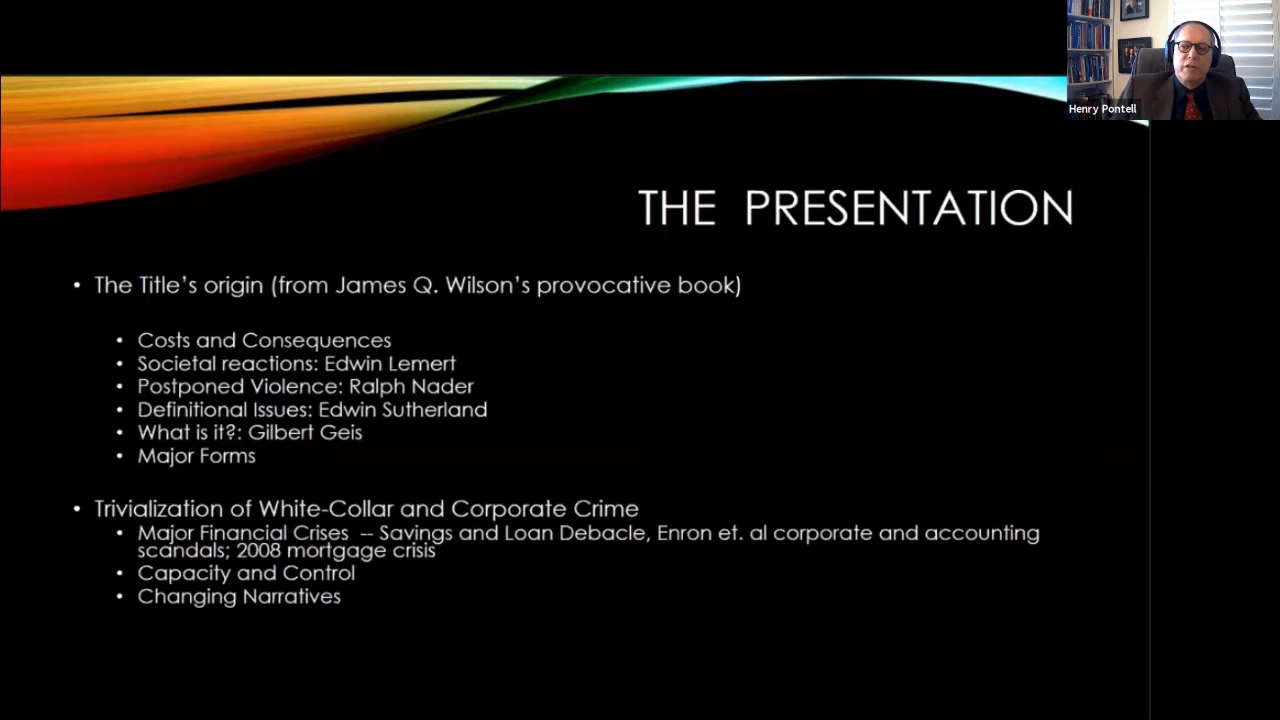 Henry Pontell
THE PRESENTATION
• The Title's origin (from James Q. Wilson's provocative book)
• Costs and Consequences
• Societal reactions: Edwin Lemert
• Postponed Violence: Ralph Nader
• Definitional Issues: Edwin Sutherland
• What is it?: Gilbert Geis
• Major Forms
• Trivialization of White-Collar and Corporate Crime
• Major Financial Crises -- Savings and Loan Debacle, Enron et. al corporate and accounting
scandals; 2008 mortgage crisis
• Capacity and Control
• Changing Narratives